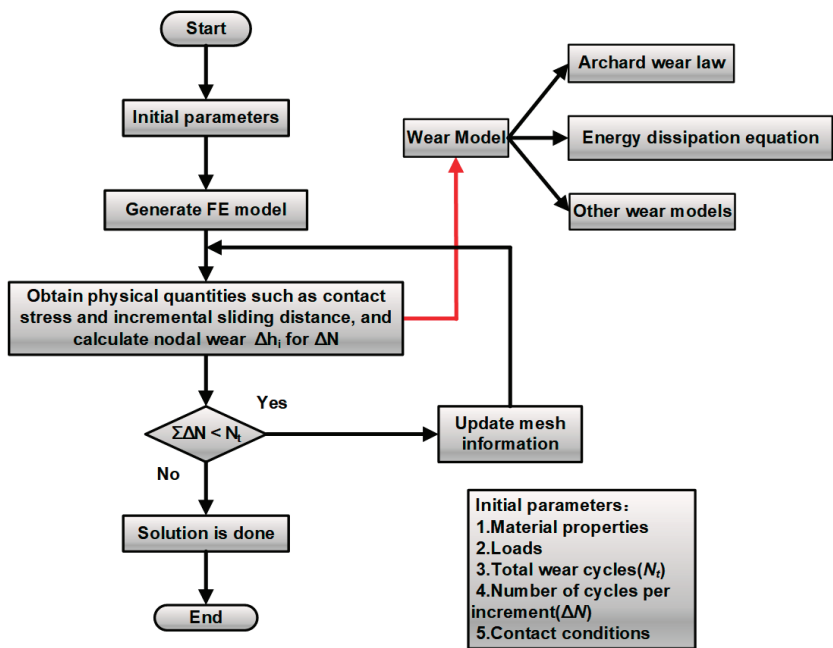 Start
Initial parameters
Generate FE model
Obtain physical quantities such as contact
stress and incremental sliding distance, and
calculate nodal wear Δhᵢ for ΔN
Yes
ΣΔN < Nₜ
No
Update mesh
information
Solution is done
End
Wear Model
Archard wear law
Energy dissipation equation
Other wear models
Initial parameters：
1.Material properties
2.Loads
3.Total wear cycles(Nₜ)
4.Number of cycles per
increment(ΔN)
5.Contact conditions